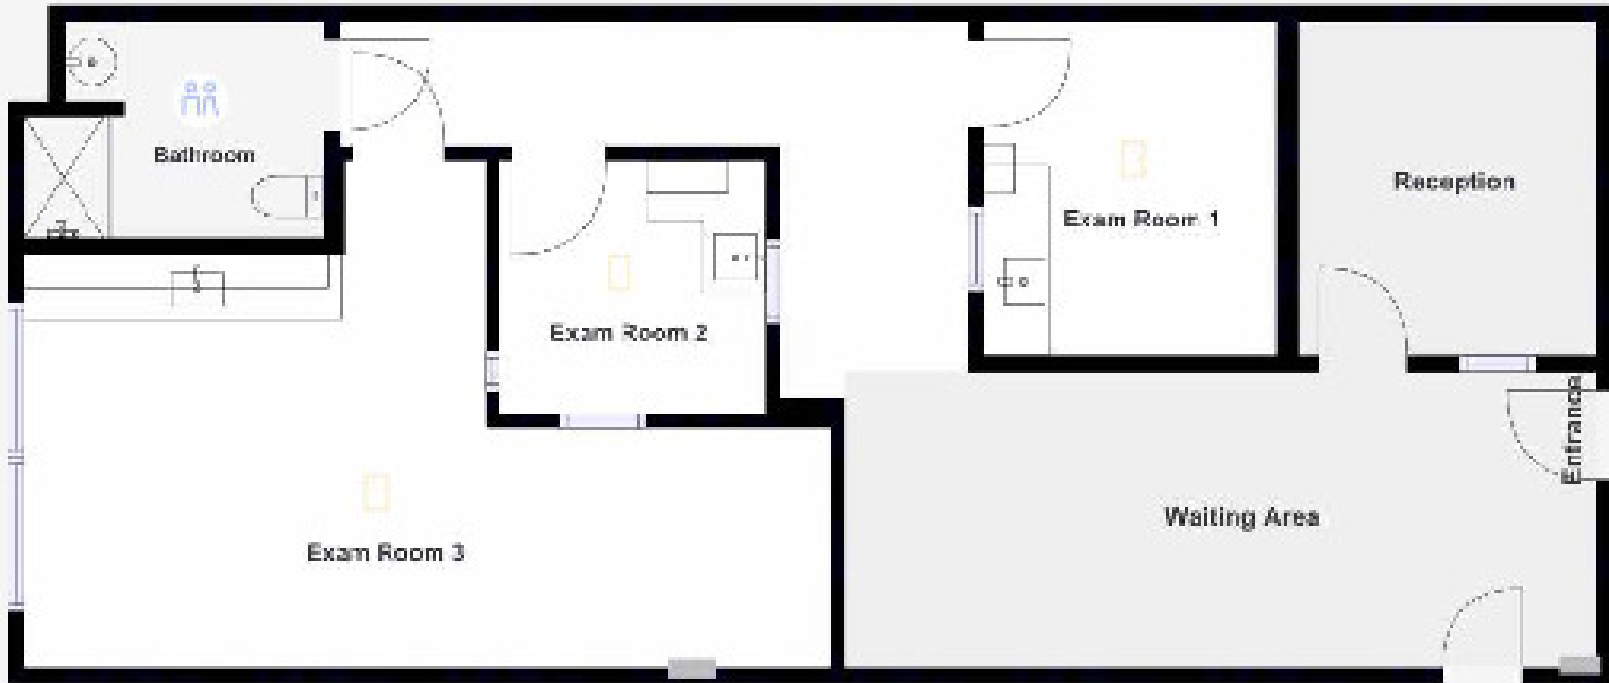 Bathroom
Reception
Exam Room 1
Exam Room 2
Entrance
Waiting Area
Exam Room 3